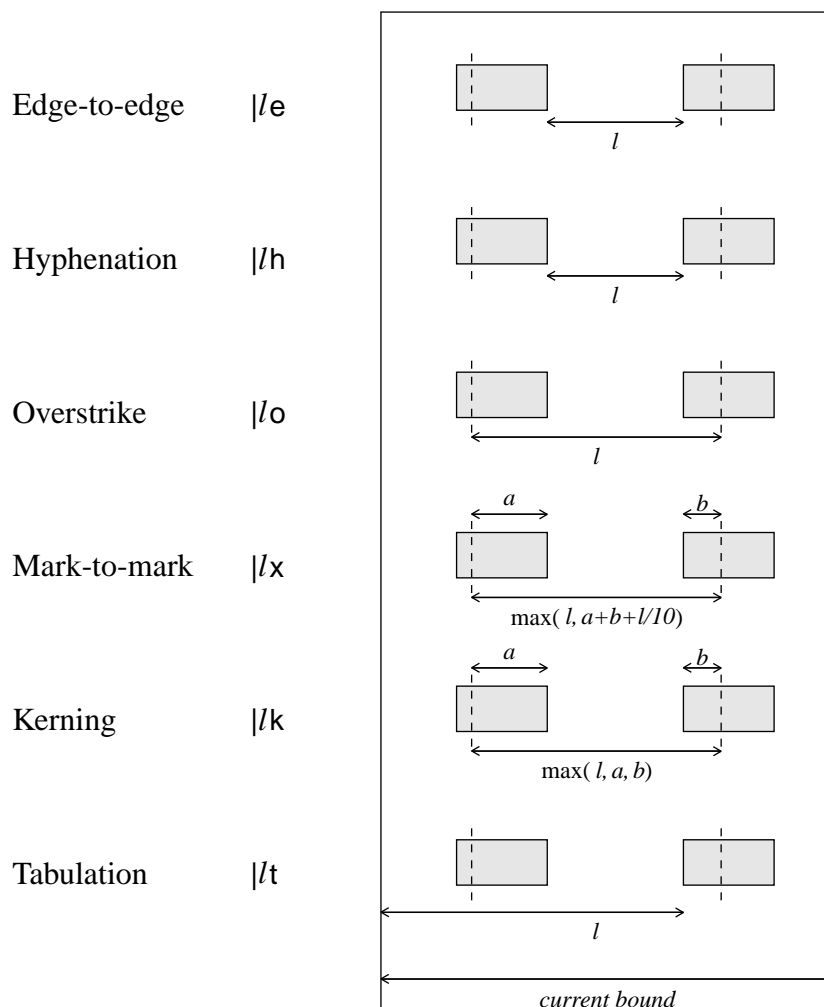 Edge-to-edge |le
l
Hyphenation |lh
l
Overstrike |lo
l
a b
Mark-to-mark |lx
max( l, a+b+l/10)
a b
Kerning |lk
max( l, a, b)
Tabulation |lt
l
current bound